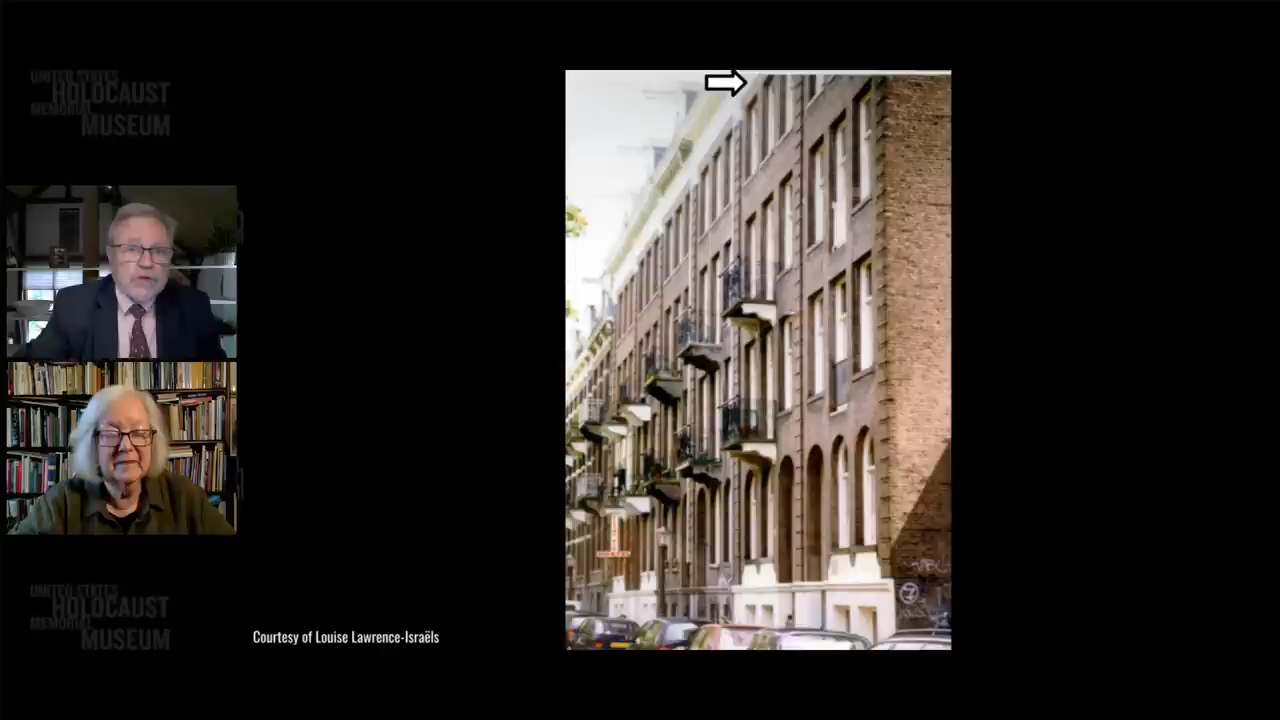 UNITED STATES
HOLOCAUST
MEMORIAL
MUSEUM
UNITED STATES
HOLOCAUST
MEMORIAL
MUSEUM
Courtesy of Louise Lawrence-Israëls